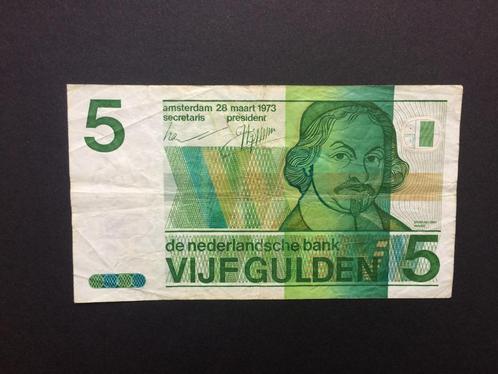 5
amsterdam 28 maart 1973
secretaris president
de nederlandsche bank
VIJF GULDEN 5